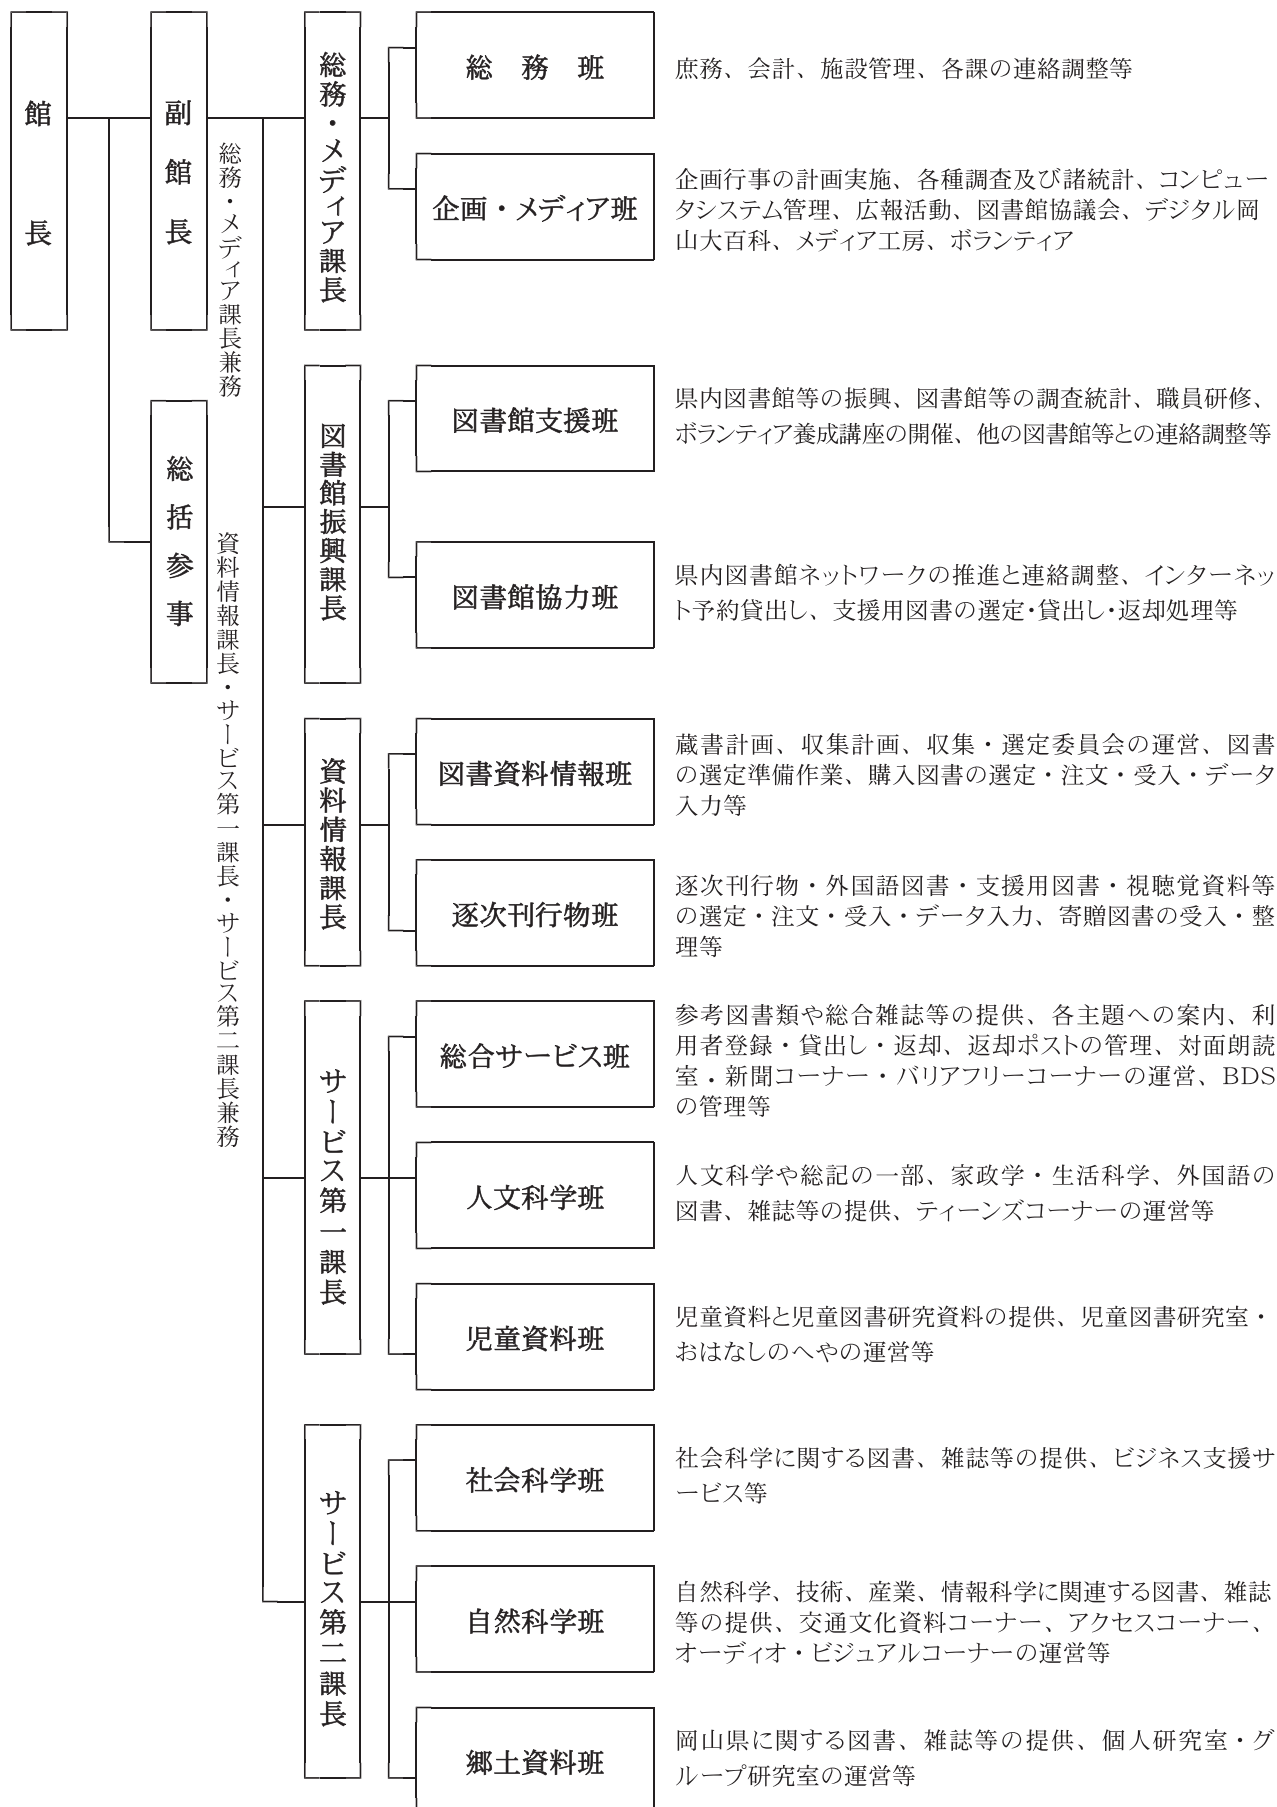 館長
副館長
総務・メディア課長兼務
総括参事
資料情報課長・サービス第一課長・サービス第二課長兼務
総務・メディア課長
総務班
庶務、会計、施設管理、各課の連絡調整等
企画・メディア班
企画行事の計画実施、各種調査及び諸統計、コンピュー
タシステム管理、広報活動、図書館協議会、デジタル岡
山大百科、メディア工房、ボランティア
図書館振興課長
図書館支援班
県内図書館等の振興、図書館等の調査統計、職員研修、
ボランティア養成講座の開催、他の図書館等との連絡調整等
図書館協力班
県内図書館ネットワークの推進と連絡調整、インターネッ
ト予約貸出し、支援用図書の選定・貸出し・返却処理等
資料情報課長
図書資料情報班
蔵書計画、収集計画、収集・選定委員会の運営、図書
の選定準備作業、購入図書の選定・注文・受入・データ
入力等
逐次刊行物班
逐次刊行物・外国語図書・支援用図書・視聴覚資料等
の選定・注文・受入・データ入力、寄贈図書の受入・整
理等
サービス第一課長
総合サービス班
参考図書類や総合雑誌等の提供、各主題への案内、利
用者登録・貸出し・返却、返却ポストの管理、対面朗読
室．新聞コーナー・バリアフリーコーナーの運営、BDS
の管理等
人文科学班
人文科学や総記の一部、家政学・生活科学、外国語の
図書、雑誌等の提供、ティーンズコーナーの運営等
児童資料班
児童資料と児童図書研究資料の提供、児童図書研究室・
おはなしのへやの運営等
サービス第二課長
社会科学班
社会科学に関する図書、雑誌等の提供、ビジネス支援サ
ービス等
自然科学班
自然科学、技術、産業、情報科学に関連する図書、雑誌
等の提供、交通文化資料コーナー、アクセスコーナー、
オーディオ・ビジュアルコーナーの運営等
郷土資料班
岡山県に関する図書、雑誌等の提供、個人研究室・グ
ループ研究室の運営等